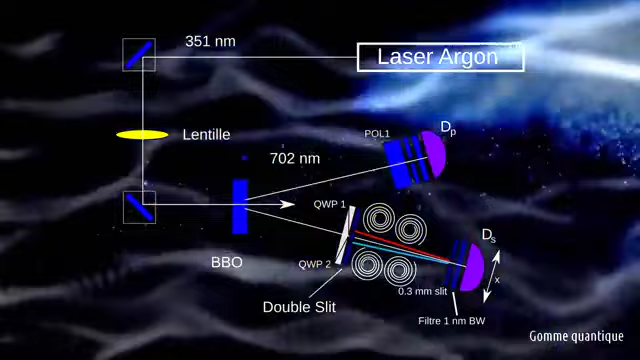 351 nm
Laser Argon
Lentille
POL1
Dp
702 nm
QWP 1
Ds
BBO
QWP 2
x
0.3 mm slit
Double Slit
Filtre 1 nm BW
Gomme quantique